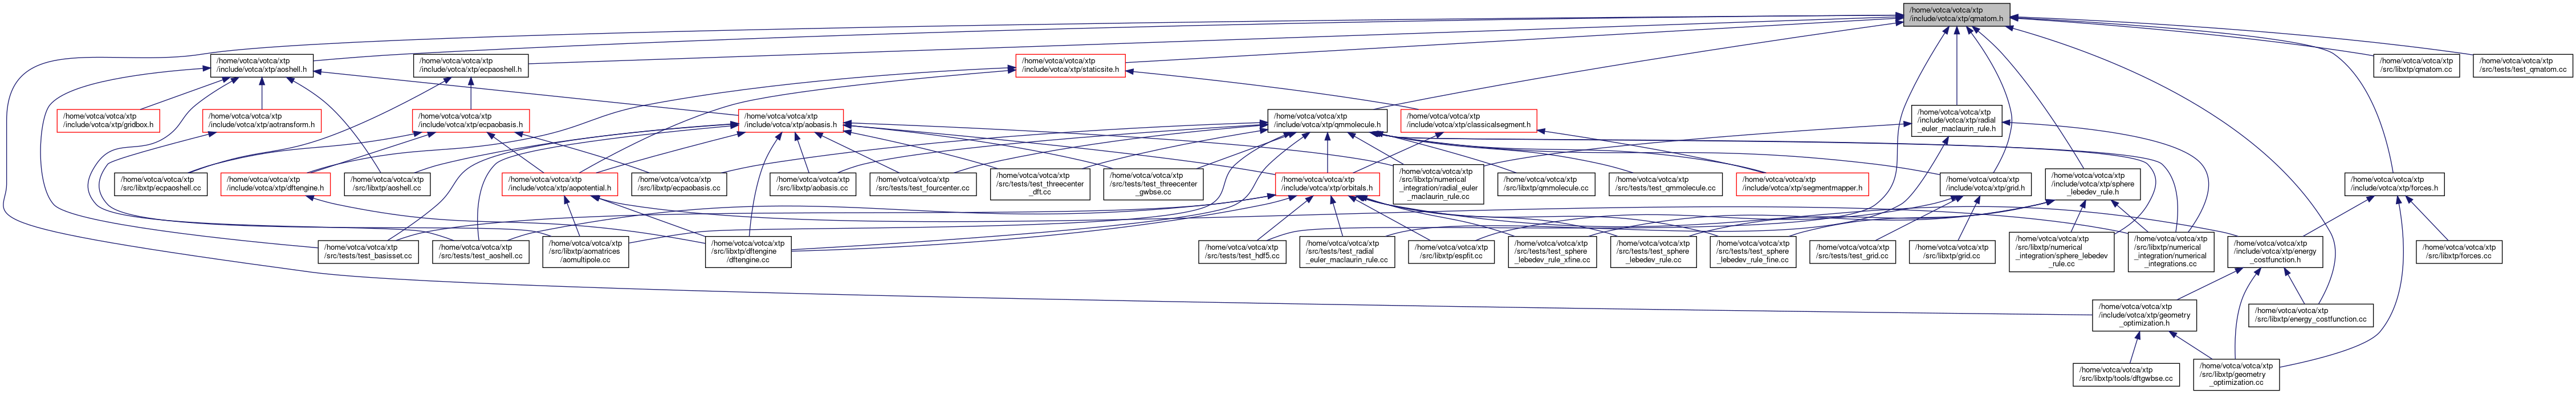 /home/votca/votca/xtp
/include/votca/xtp/qmatom.h
/home/votca/votca/xtp
/include/votca/xtp/aoshell.h
/home/votca/votca/xtp
/include/votca/xtp/ecpaoshell.h
/home/votca/votca/xtp
/include/votca/xtp/staticsite.h
/home/votca/votca/xtp
/src/libxtp/qmatom.cc
/home/votca/votca/xtp
/src/tests/test_qmatom.cc
/home/votca/votca/xtp
/include/votca/xtp/gridbox.h
/home/votca/votca/xtp
/include/votca/xtp/aotransform.h
/home/votca/votca/xtp
/include/votca/xtp/ecpaobasis.h
/home/votca/votca/xtp
/include/votca/xtp/aobasis.h
/home/votca/votca/xtp
/include/votca/xtp/qmmolecule.h
/home/votca/votca/xtp
/include/votca/xtp/classicalsegment.h
/home/votca/votca/xtp
/include/votca/xtp/radial
_euler_maclaurin_rule.h
/home/votca/votca/xtp
/src/libxtp/ecpaoshell.cc
/home/votca/votca/xtp
/include/votca/xtp/dftengine.h
/home/votca/votca/xtp
/src/libxtp/aoshell.cc
/home/votca/votca/xtp
/include/votca/xtp/aopotential.h
/home/votca/votca/xtp
/src/libxtp/ecpaobasis.cc
/home/votca/votca/xtp
/src/libxtp/aobasis.cc
/home/votca/votca/xtp
/src/tests/test_fourcenter.cc
/home/votca/votca/xtp
/src/tests/test_threecenter
_dft.cc
/home/votca/votca/xtp
/src/tests/test_threecenter
_gwbse.cc
/home/votca/votca/xtp
/include/votca/xtp/orbitals.h
/home/votca/votca/xtp
/src/libxtp/numerical
_integration/radial_euler
_maclaurin_rule.cc
/home/votca/votca/xtp
/src/libxtp/qmmolecule.cc
/home/votca/votca/xtp
/src/tests/test_qmmolecule.cc
/home/votca/votca/xtp
/include/votca/xtp/segmentmapper.h
/home/votca/votca/xtp
/include/votca/xtp/grid.h
/home/votca/votca/xtp
/include/votca/xtp/sphere
_lebedev_rule.h
/home/votca/votca/xtp
/include/votca/xtp/forces.h
/home/votca/votca/xtp
/src/tests/test_basisset.cc
/home/votca/votca/xtp
/src/tests/test_aoshell.cc
/home/votca/votca/xtp
/src/libxtp/aomatrices
/aomultipole.cc
/home/votca/votca/xtp
/src/libxtp/dftengine
/dftengine.cc
/home/votca/votca/xtp
/src/tests/test_hdf5.cc
/home/votca/votca/xtp
/src/tests/test_radial
_euler_maclaurin_rule.cc
/home/votca/votca/xtp
/src/libxtp/espfit.cc
/home/votca/votca/xtp
/src/tests/test_sphere
_lebedev_rule_xfine.cc
/home/votca/votca/xtp
/src/tests/test_sphere
_lebedev_rule.cc
/home/votca/votca/xtp
/src/tests/test_sphere
_lebedev_rule_fine.cc
/home/votca/votca/xtp
/src/tests/test_grid.cc
/home/votca/votca/xtp
/src/libxtp/grid.cc
/home/votca/votca/xtp
/src/libxtp/numerical
_integration/sphere_lebedev
_rule.cc
/home/votca/votca/xtp
/src/libxtp/numerical
_integration/numerical
_integrations.cc
/home/votca/votca/xtp
/include/votca/xtp/energy
_costfunction.h
/home/votca/votca/xtp
/src/libxtp/forces.cc
/home/votca/votca/xtp
/include/votca/xtp/geometry
_optimization.h
/home/votca/votca/xtp
/src/libxtp/energy_costfunction.cc
/home/votca/votca/xtp
/src/libxtp/tools/dftgwbse.cc
/home/votca/votca/xtp
/src/libxtp/geometry
_optimization.cc